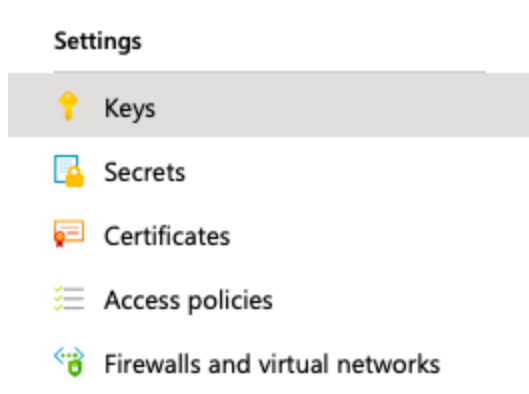 Settings
Keys
Secrets
Certificates
Access policies
Firewalls and virtual networks